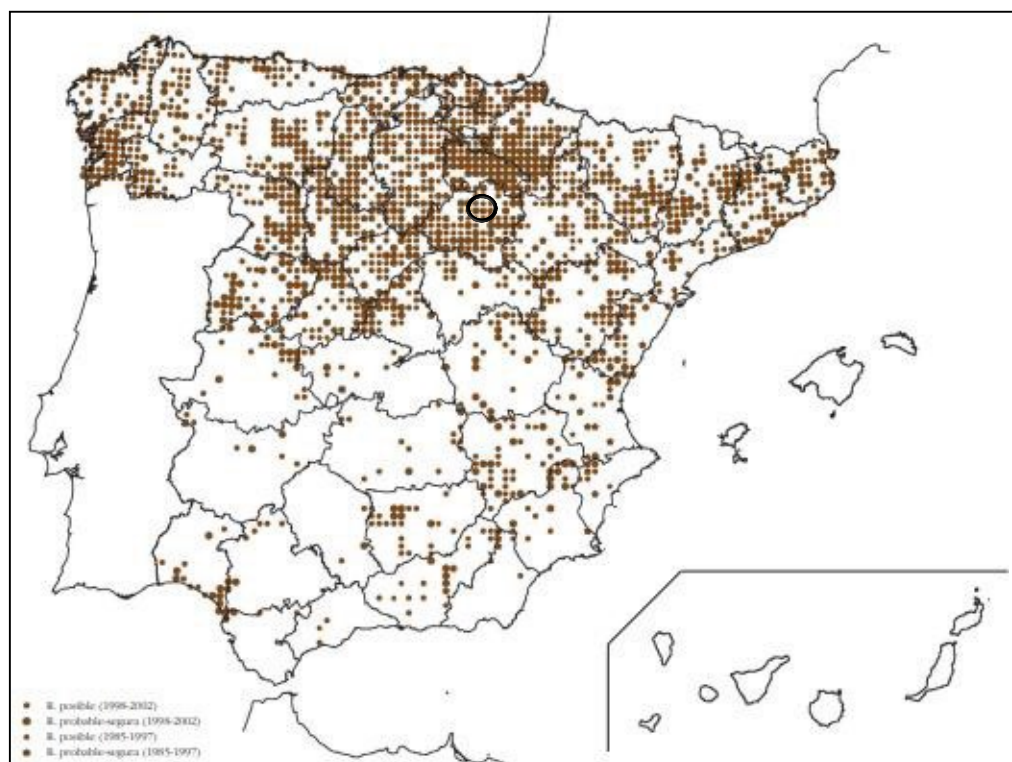 R. posible (1998-2002)
R. probable-segura (1998-2002)
R. posible (1985-1997)
R. probable-segura (1985-1997)